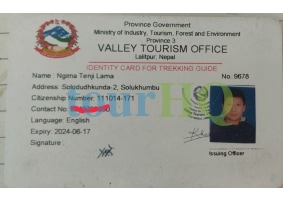 Province Government
Ministry of Industry, Tourism, Forest and Environment
Province 3
VALLEY TOURISM OFFICE
Lalitpur, Nepal
IDENTITY CARD FOR TREKKING GUIDE
Name : Ngima Tenji Lama No. 9678
Address: Solududhkunda-2, Solukhumbu
Citizenship Number: 111014-171
Contact No:
Language: English
Expiry: 2024-06-17
Signature :
Issuing Officer
tourHQ